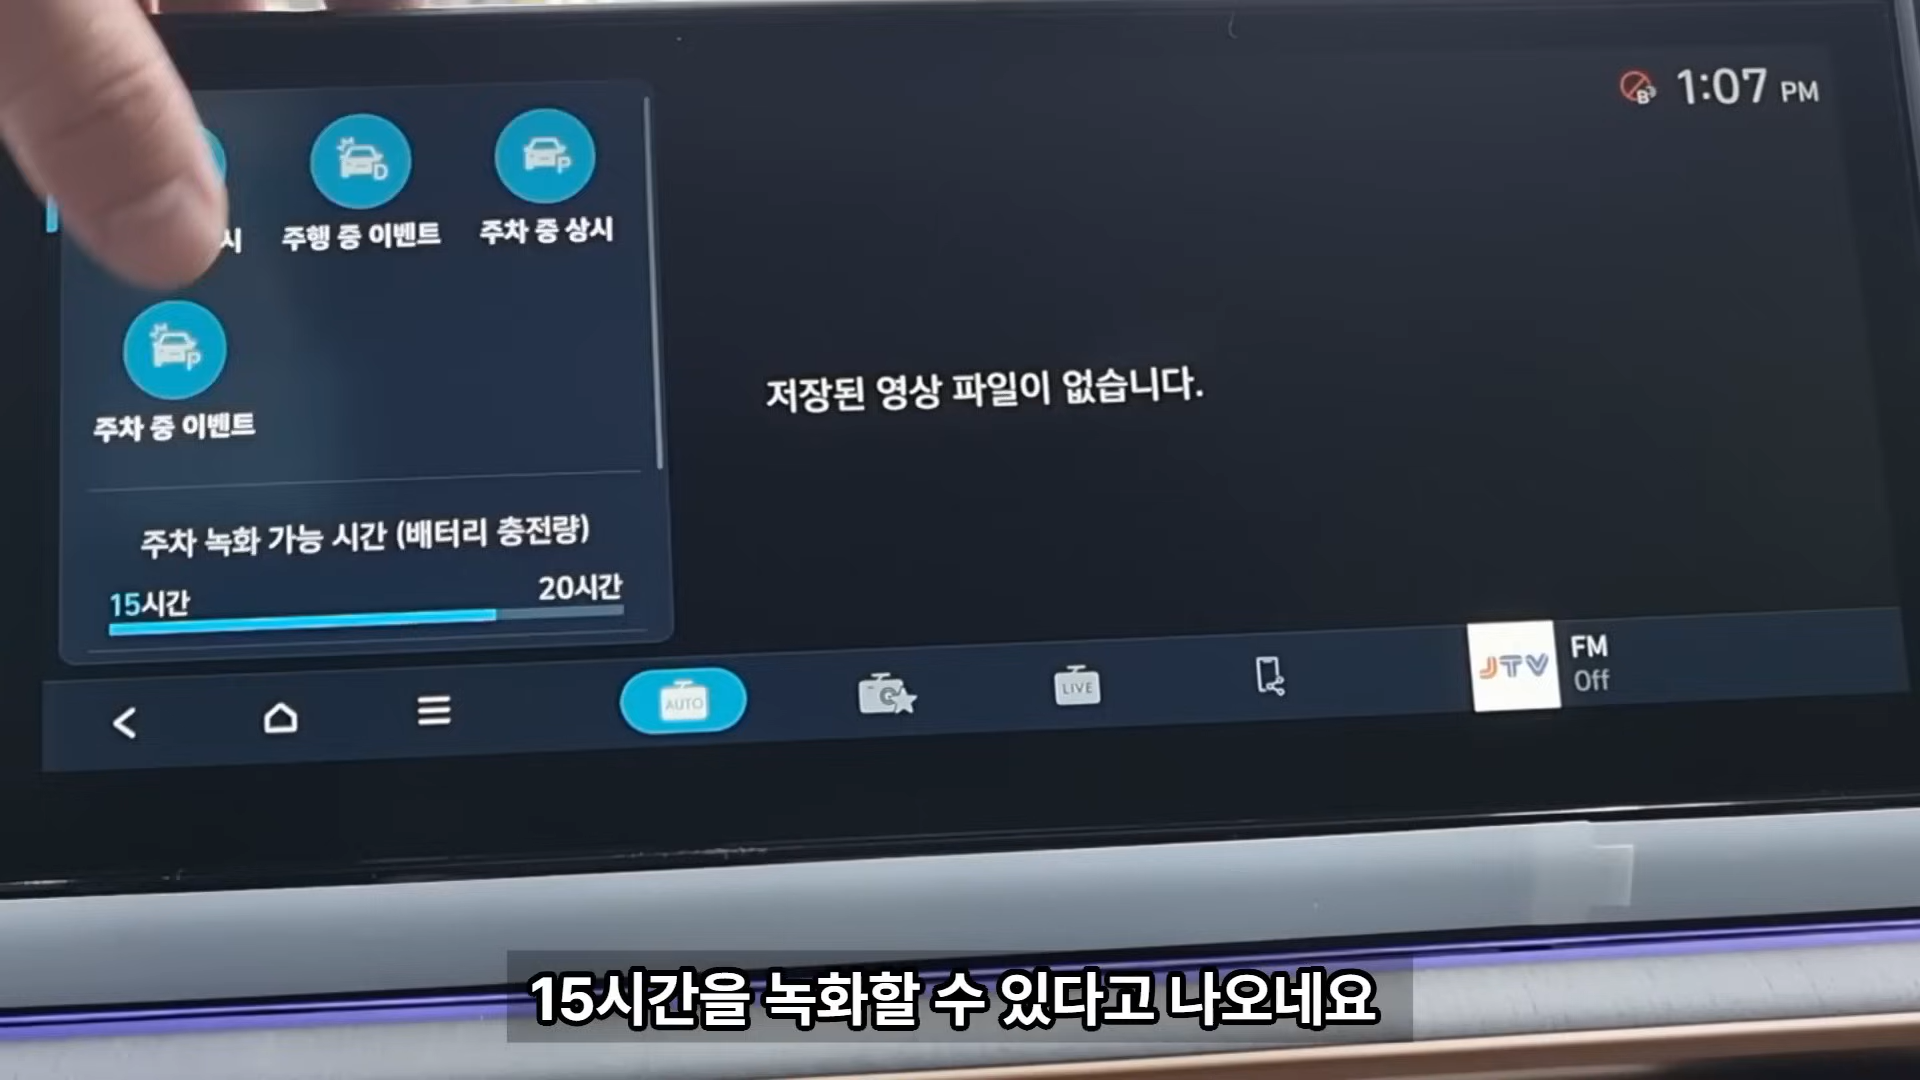 1:07 PM
시
주행 중 이벤트
주차 중 상시
주차 중 이벤트
저장된 영상 파일이 없습니다.
주차 녹화 가능 시간 (배터리 충전량)
15시간
20시간
AUTO
LIVE
JTV
FM
Off
15시간을 녹화할 수 있다고 나오네요